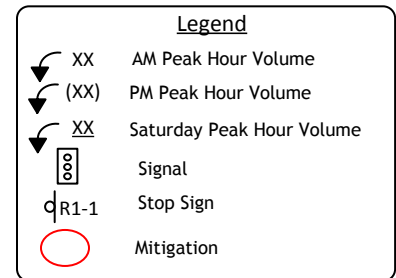 Legend
XX AM Peak Hour Volume
(XX) PM Peak Hour Volume
XX Saturday Peak Hour Volume
Signal
R1-1 Stop Sign
Mitigation